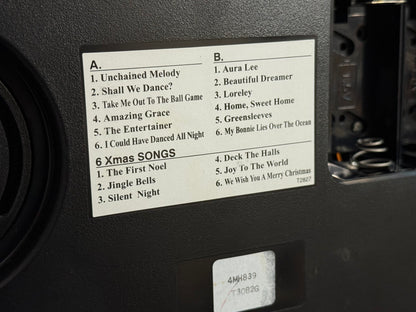 A.
1. Unchained Melody
2. Shall We Dance?
3. Take Me Out To The Ball Game
4. Amazing Grace
5. The Entertainer
6. I Could Have Danced All Night
B.
1. Aura Lee
2. Beautiful Dreamer
3. Loreley
4. Home, Sweet Home
5. Greensleeves
6. My Bonnie Lies Over The Ocean
6 Xmas SONGS
1. The First Noel
2. Jingle Bells
3. Silent Night
4. Deck The Halls
5. Joy To The World
6. We Wish You A Merry Christmas
T2827
4MH839
T3082G